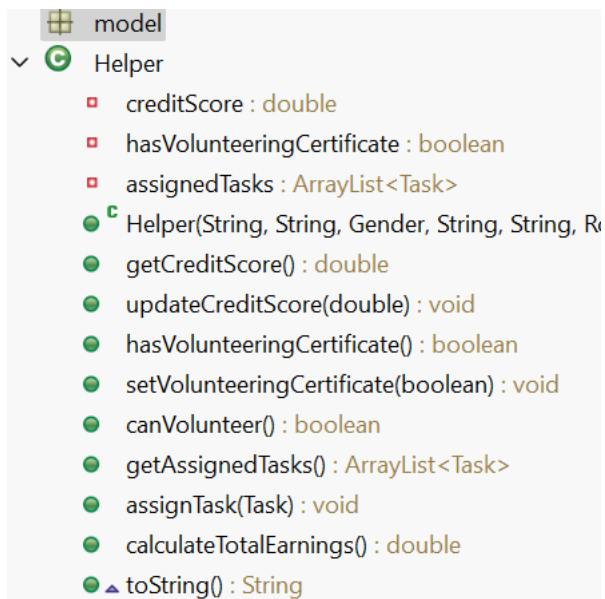 model
Helper
creditScore : double
hasVolunteeringCertificate : boolean
assignedTasks : ArrayList<Task>
Helper(String, String, Gender, String, String,
getCreditScore() : double
updateCreditScore(double) : void
hasVolunteeringCertificate() : boolean
setVolunteeringCertificate(boolean) : void
canVolunteer() : boolean
getAssignedTasks() : ArrayList<Task>
assignTask(Task) : void
calculateTotalEarnings() : double
toString() : String